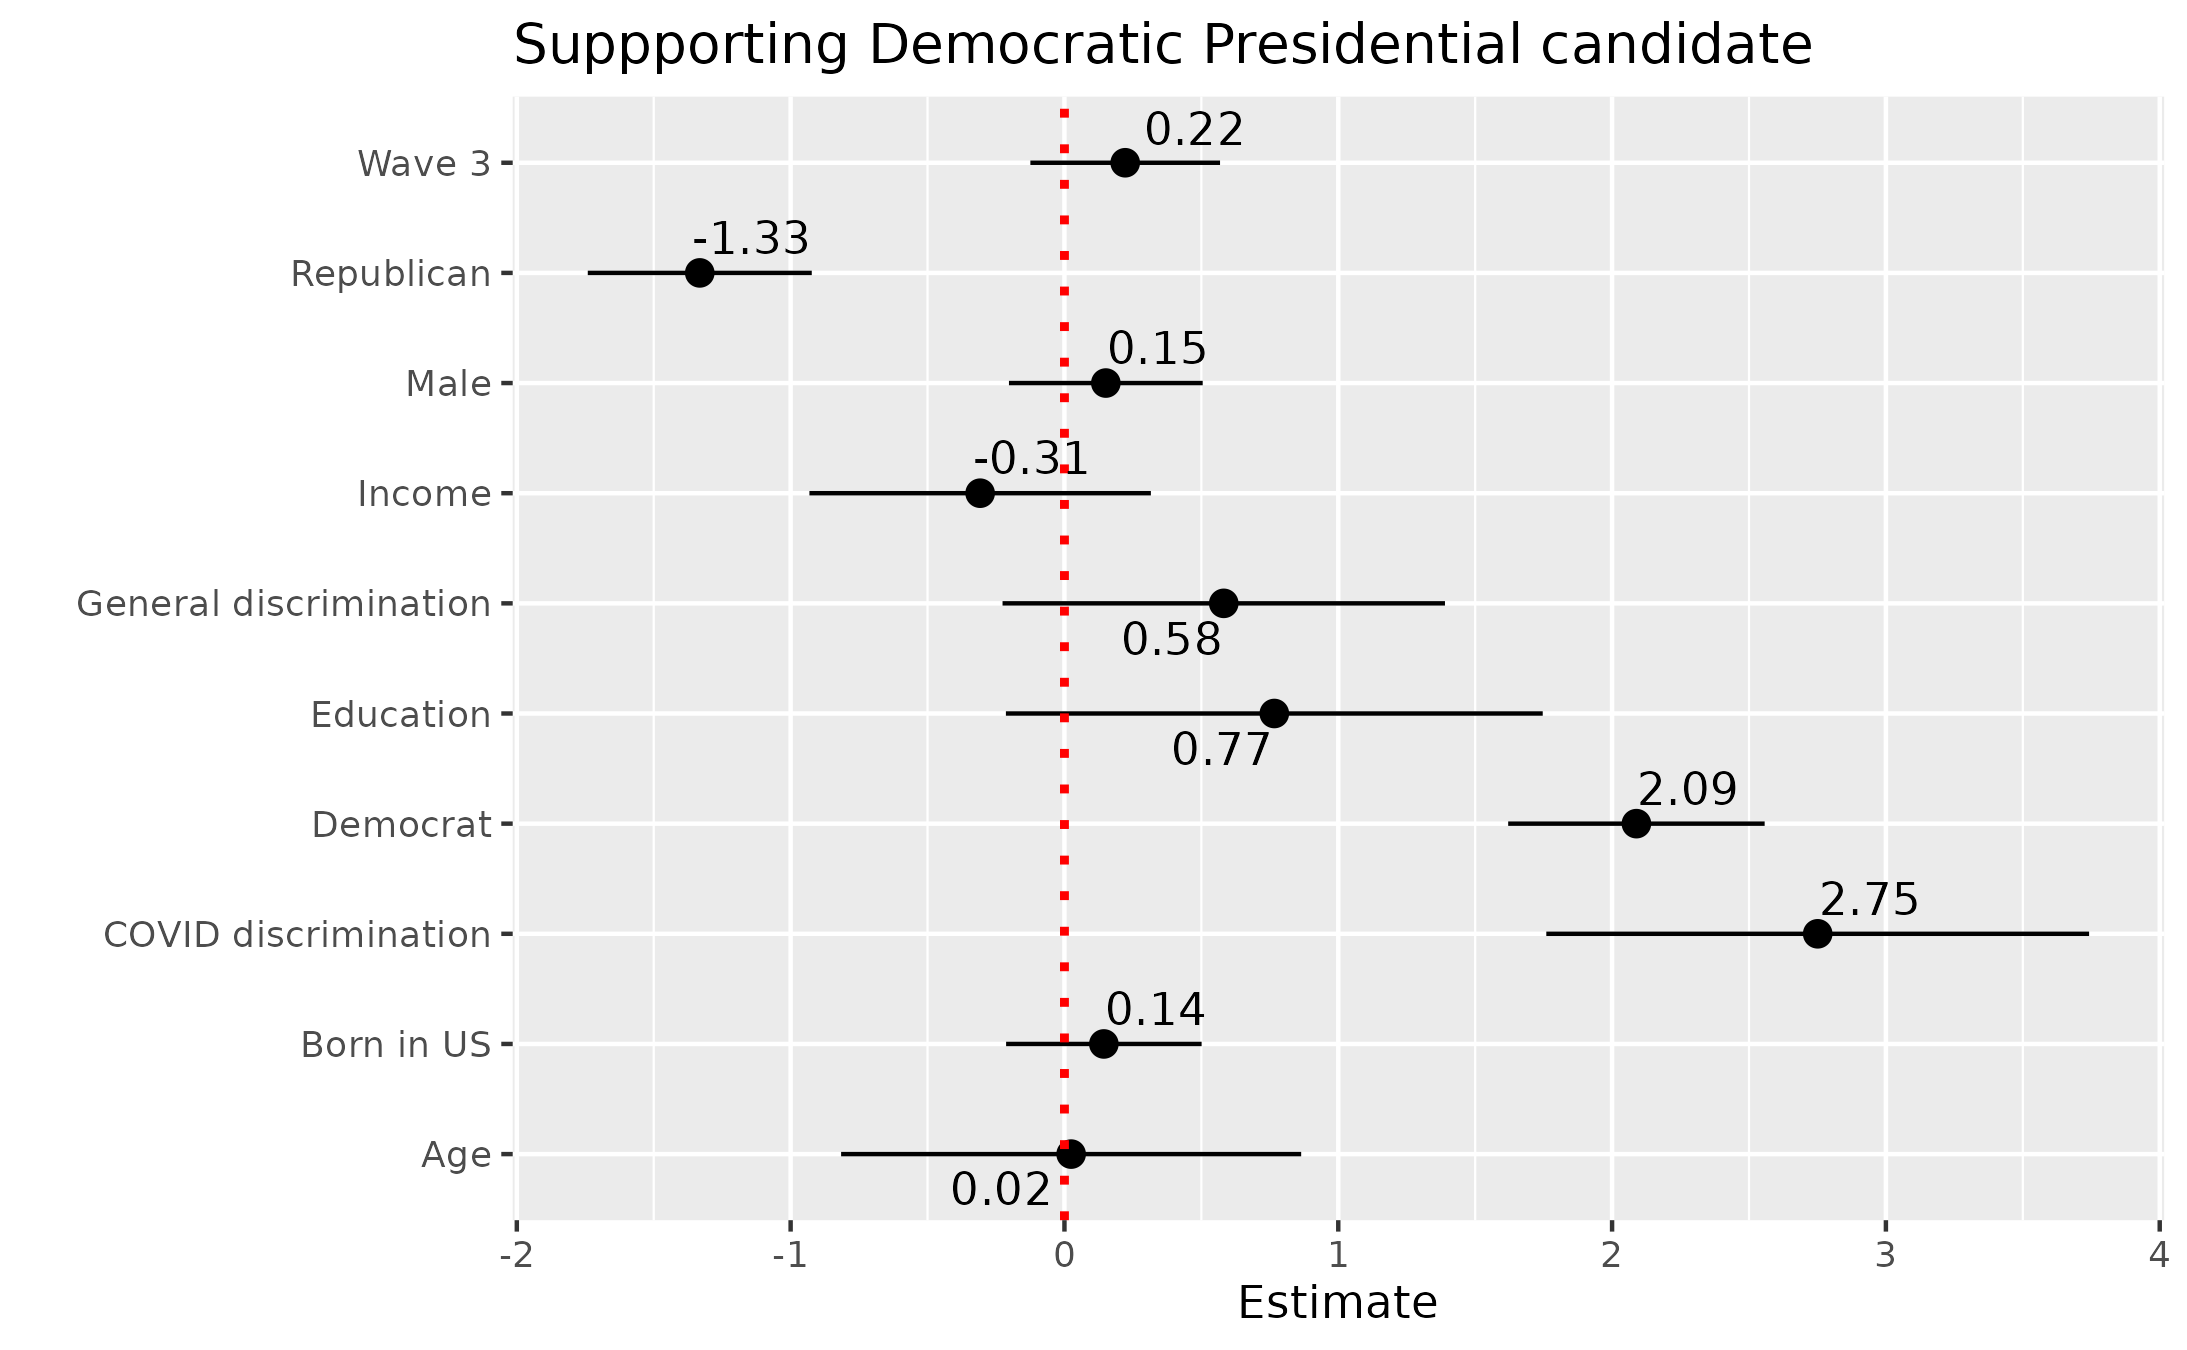 Suppporting Democratic Presidential candidate
Wave 3
0.22
Republican
-1.33
Male
0.15
Income
-0.31
General discrimination
0.58
Education
0.77
Democrat
2.09
COVID discrimination
2.75
Born in US
0.14
Age
0.02
-2 -1 0 1 2 3 4
Estimate